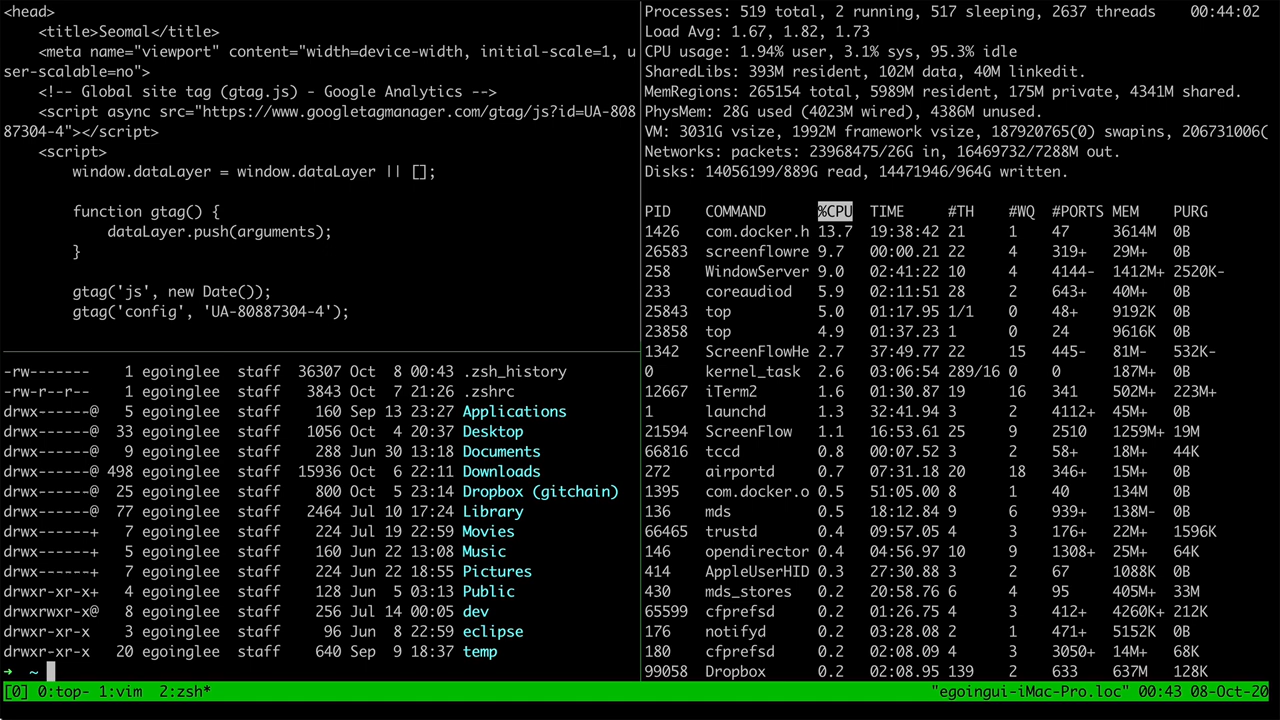 <head>
<title>Seomal</title>
<meta name="viewport" content="width=device-width, initial-scale=1, u
ser-scalable=no">
<!-- Global site tag (gtag.js) - Google Analytics -->
<script async src="https://www.googletagmanager.com/gtag/js?id=UA-808
87304-4"></script>
<script>
window.dataLayer = window.dataLayer || [];
function gtag() {
dataLayer.push(arguments);
}
gtag('js', new Date());
gtag('config', 'UA-80887304-4');
-rw------- 1 egoinglee staff 36307 Oct 8 00:43 .zsh_history
-rw-r--r-- 1 egoinglee staff 3843 Oct 7 21:26 .zshrc
drwx------@ 5 egoinglee staff 160 Sep 13 23:27 Applications
drwx------@ 33 egoinglee staff 1056 Oct 4 20:37 Desktop
drwx------@ 9 egoinglee staff 288 Jun 30 13:18 Documents
drwx------@ 498 egoinglee staff 15936 Oct 6 22:11 Downloads
drwx------@ 25 egoinglee staff 800 Oct 5 23:14 Dropbox (gitchain)
drwx------@ 77 egoinglee staff 2464 Jul 10 17:24 Library
drwx------+ 7 egoinglee staff 224 Jul 19 22:59 Movies
drwx------+ 5 egoinglee staff 160 Jun 22 13:08 Music
drwx------+ 7 egoinglee staff 224 Jun 22 18:55 Pictures
drwxr-xr-x+ 4 egoinglee staff 128 Jun 5 03:13 Public
drwxrwxr-x@ 8 egoinglee staff 256 Jul 14 00:05 dev
drwxr-xr-x 3 egoinglee staff 96 Jun 8 22:59 eclipse
drwxr-xr-x 20 egoinglee staff 640 Sep 9 18:37 temp
→ ~
Processes: 519 total, 2 running, 517 sleeping, 2637 threads 00:44:02
Load Avg: 1.67, 1.82, 1.73
CPU usage: 1.94% user, 3.1% sys, 95.3% idle
SharedLibs: 393M resident, 102M data, 40M linkedit.
MemRegions: 265154 total, 5989M resident, 175M private, 4341M shared.
PhysMem: 28G used (4023M wired), 4386M unused.
VM: 3031G vsize, 1992M framework vsize, 187920765(0) swapins, 206731006(
Networks: packets: 23968475/26G in, 16469732/7288M out.
Disks: 14056199/889G read, 14471946/964G written.
PID COMMAND %CPU TIME #TH #WQ #PORTS MEM PURG
1426 com.docker.h 13.7 19:38:42 21 1 47 3614M 0B
26583 screenflowre 9.7 00:00.21 22 4 319+ 29M+ 0B
258 WindowServer 9.0 02:41:22 10 4 4144- 1412M+ 2520K-
233 coreaudiod 5.9 02:11:51 28 2 643+ 40M+ 0B
25843 top 5.0 01:17.95 1/1 0 48+ 9192K 0B
23858 top 4.9 01:37.23 1 0 24 9616K 0B
1342 ScreenFlowHe 2.7 37:49.77 22 15 445- 81M- 532K-
0 kernel_task 2.6 03:06:54 289/16 0 0 187M+ 0B
12667 iTerm2 1.6 01:30.87 19 16 341 502M+ 223M+
1 launchd 1.3 32:41.94 3 2 4112+ 45M+ 0B
21594 ScreenFlow 1.1 16:53.61 25 9 2510 1259M+ 19M
66816 tccd 0.8 00:07.52 3 2 58+ 18M+ 44K
272 airportd 0.7 07:31.18 20 18 346+ 15M+ 0B
1395 com.docker.o 0.5 51:05.00 8 1 40 134M 0B
136 mds 0.5 18:12.84 9 6 939+ 138M- 0B
66465 trustd 0.4 09:57.05 4 3 176+ 22M+ 1596K
146 opendirector 0.4 04:56.97 10 9 1308+ 25M+ 64K
414 AppleUserHID 0.3 27:30.88 3 2 67 1088K 0B
430 mds_stores 0.2 20:58.76 6 4 95 405M+ 33M
65599 cfprefsd 0.2 01:26.75 4 3 412+ 4260K+ 212K
176 notifyd 0.2 03:28.08 2 1 471+ 5152K 0B
180 cfprefsd 0.2 02:08.09 4 3 3050+ 14M+ 68K
99058 Dropbox 0.2 02:08.95 139 2 633 637M 128K
[0] 0:top- 1:vim 2:zsh* "egoingui-iMac-Pro.loc" 00:43 08-Oct-20